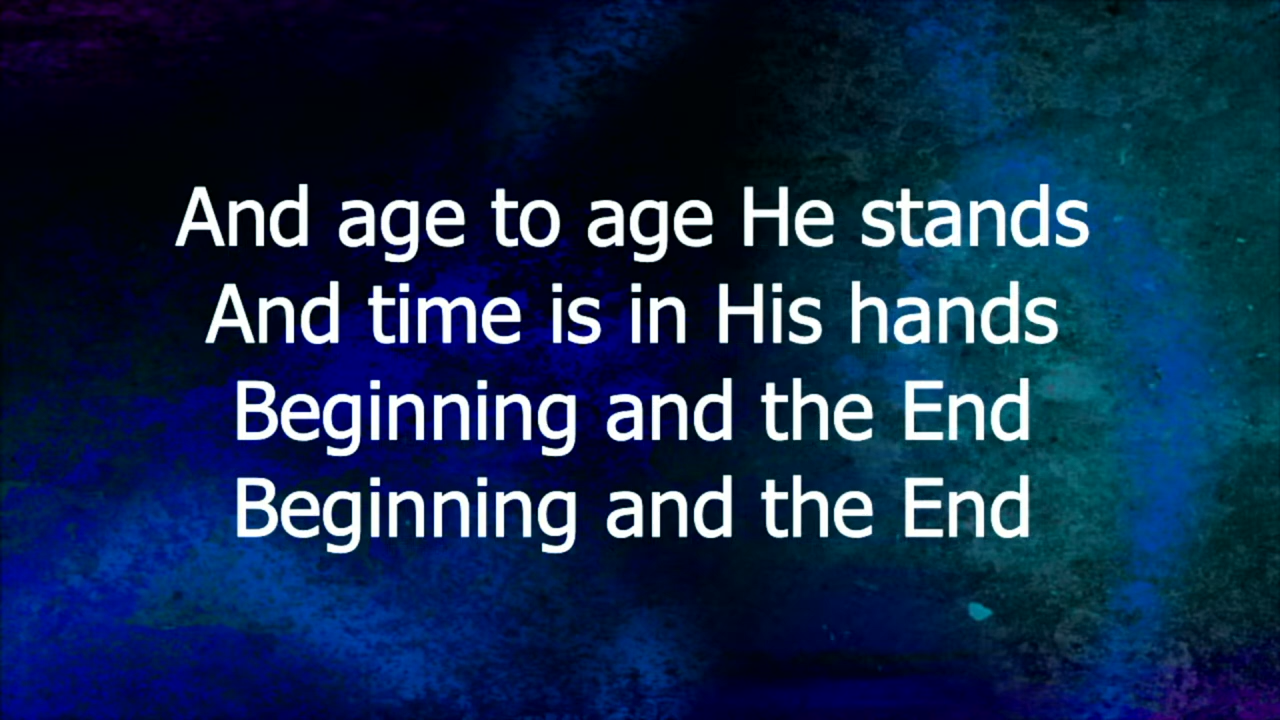 And age to age He stands
And time is in His hands
Beginning and the End
Beginning and the End